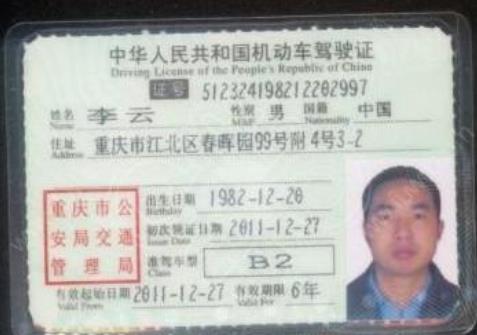 中华人民共和国机动车驾驶证
Driving License of the People's Republic of China
证号 512324198212202997
姓名 李云 性别 男 国籍 中国
Name Nationality
住址 重庆市江北区春晖园99号附4号3-2
Address
重庆市公
安局交通
管理局
出生日期 1982-12-20
Birthday
初次领证日期 2011-12-27
Issue Date
准驾车型 B2
Class
有效起始日期 2011-12-27 有效期限 6年
Valid From Valid For